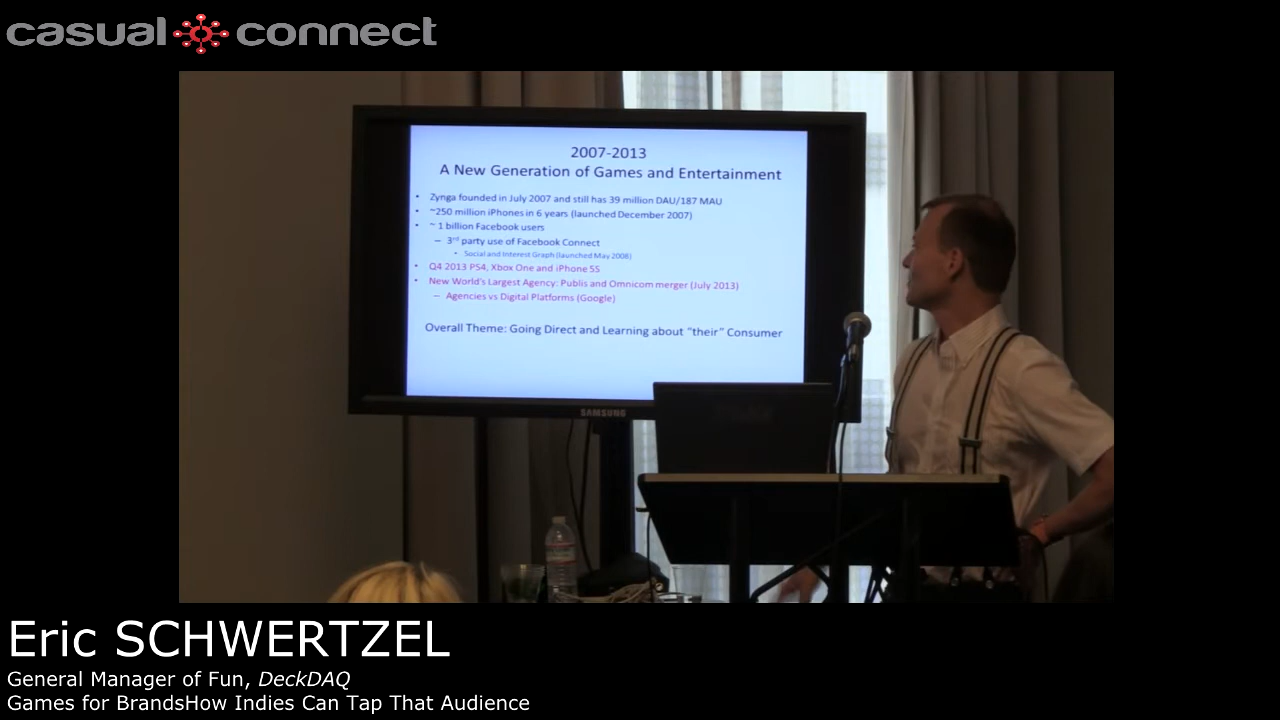 casual connect
2007-2013
A New Generation of Games and Entertainment
• Zynga founded in July 2007 and still has 39 million DAU/187 MAU
• ~250 million iPhones in 6 years (launched December 2007)
• ~ 1 billion Facebook users
– 3rd party use of Facebook Connect
• Social and Interest Graph (launched May 2008)
• Q4 2013 PS4, Xbox One and iPhone 5S
• New World's Largest Agency: Publis and Omnicom merger (July 2013)
– Agencies vs Digital Platforms (Google)
Overall Theme: Going Direct and Learning about "their" Consumer
SAMSUNG
Eric SCHWERTZEL
General Manager of Fun, DeckDAQ
Games for BrandsHow Indies Can Tap That Audience